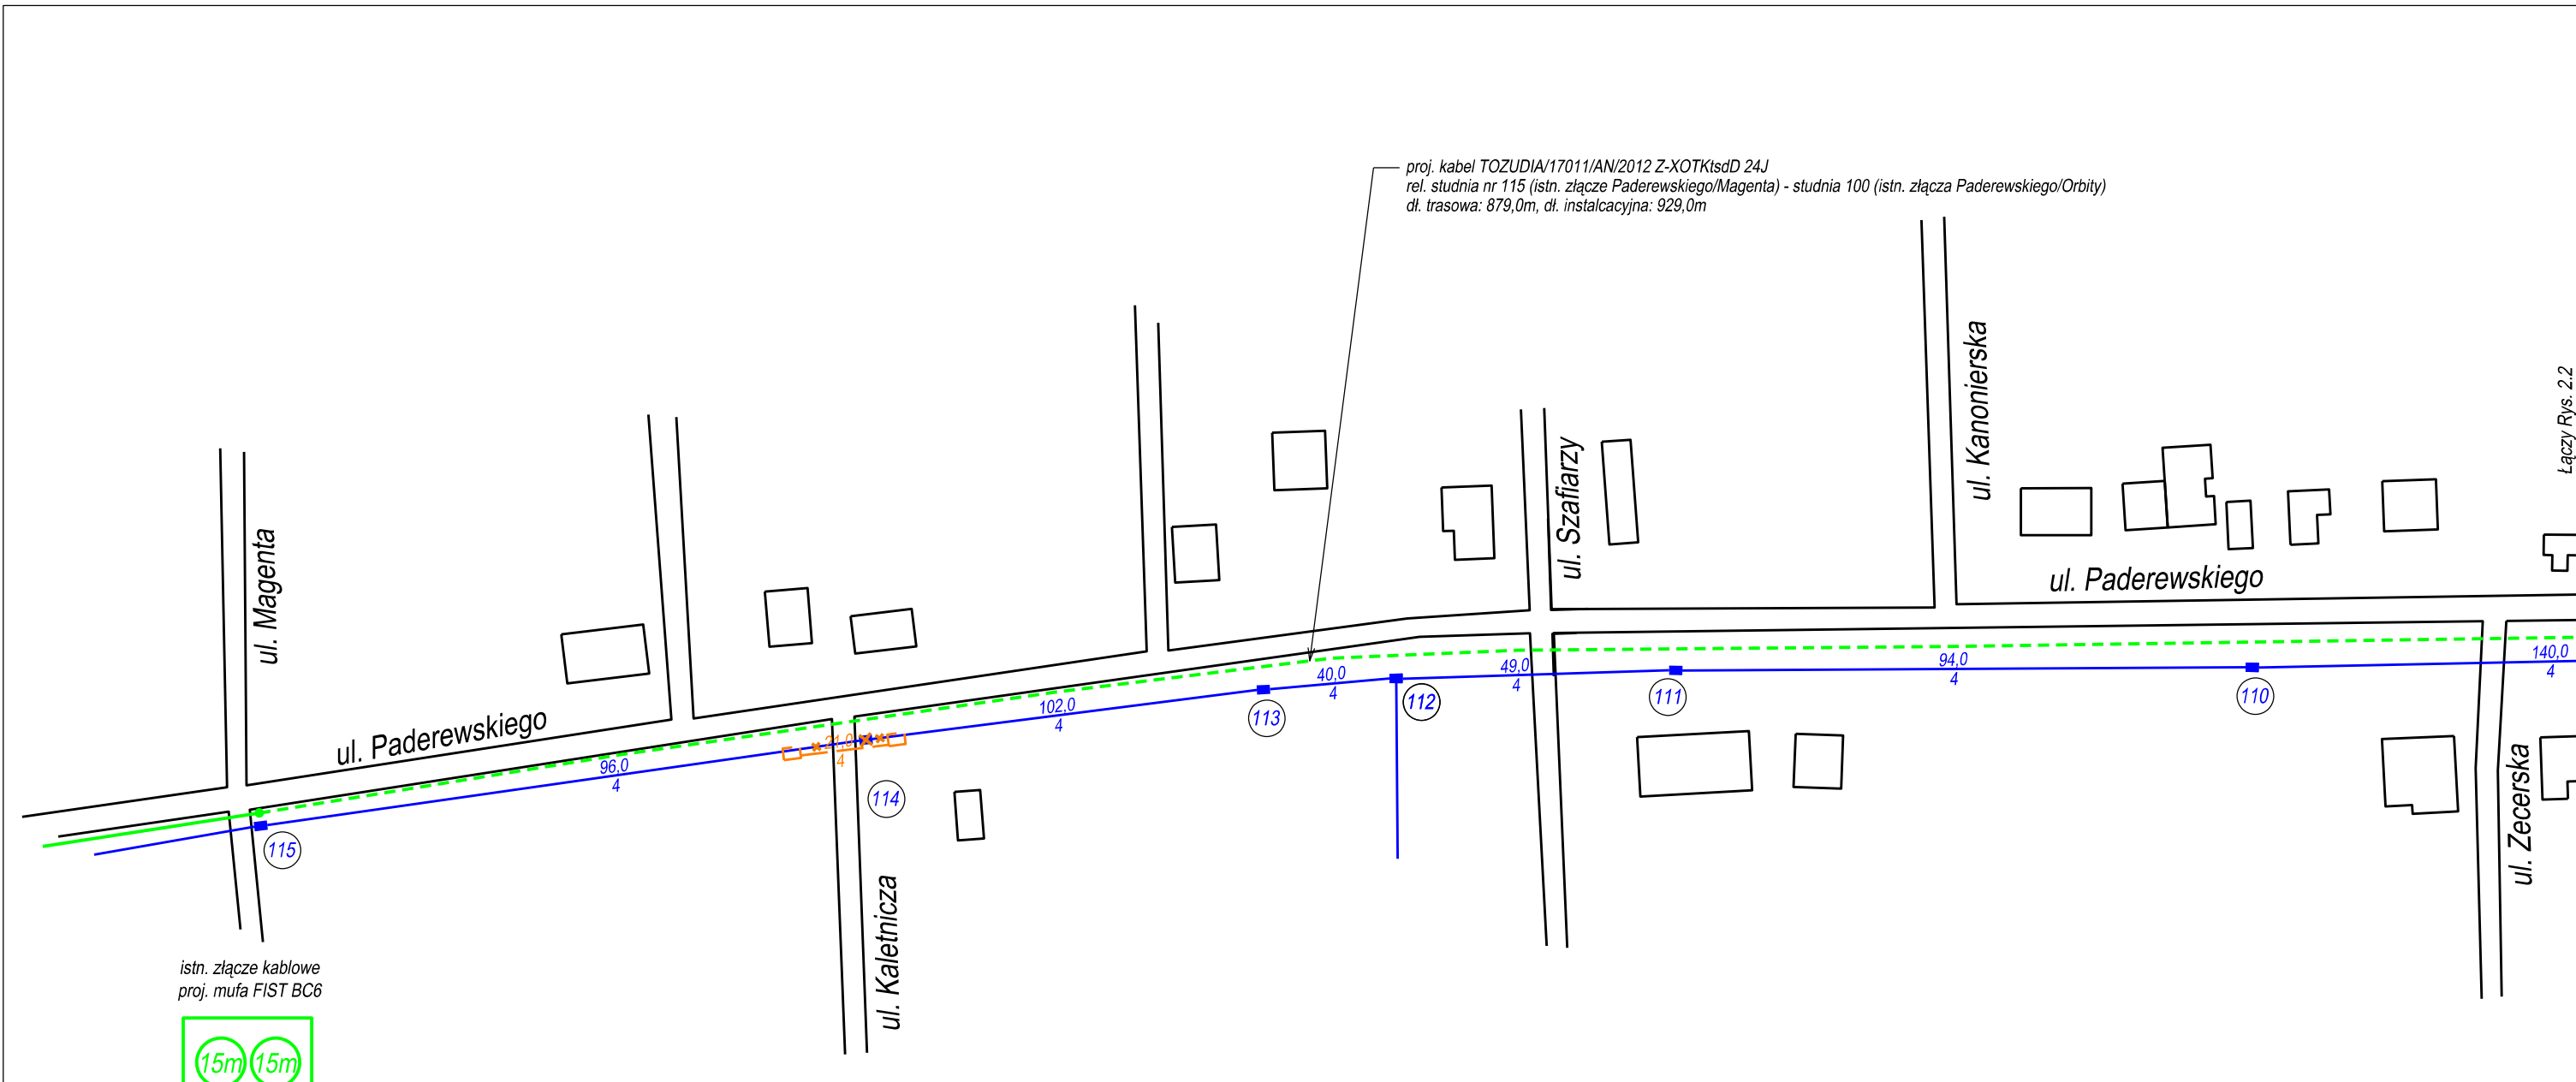 proj. kabel TOZUDIA/17011/AN/2012 Z-XOTKtsdD 24J
rel. studnia nr 115 (istn. złącze Paderewskiego/Magenta) - studnia 100 (istn. złącza Paderewskiego/Orbity)
dł. trasowa: 879,0m, dł. instalcacyjna: 929,0m
ul. Magenta
ul. Szafiarzy
ul. Kanonierska
Łączy Rys. 2.2
ul. Paderewskiego
ul. Paderewskiego
96,0
4
21,0
4
102,0
4
40,0
4
49,0
4
94,0
4
140,0
4
115
114
113
112
111
110
ul. Kaletnicza
ul. Zecerska
istn. złącze kablowe
proj. mufa FIST BC6
15m 15m